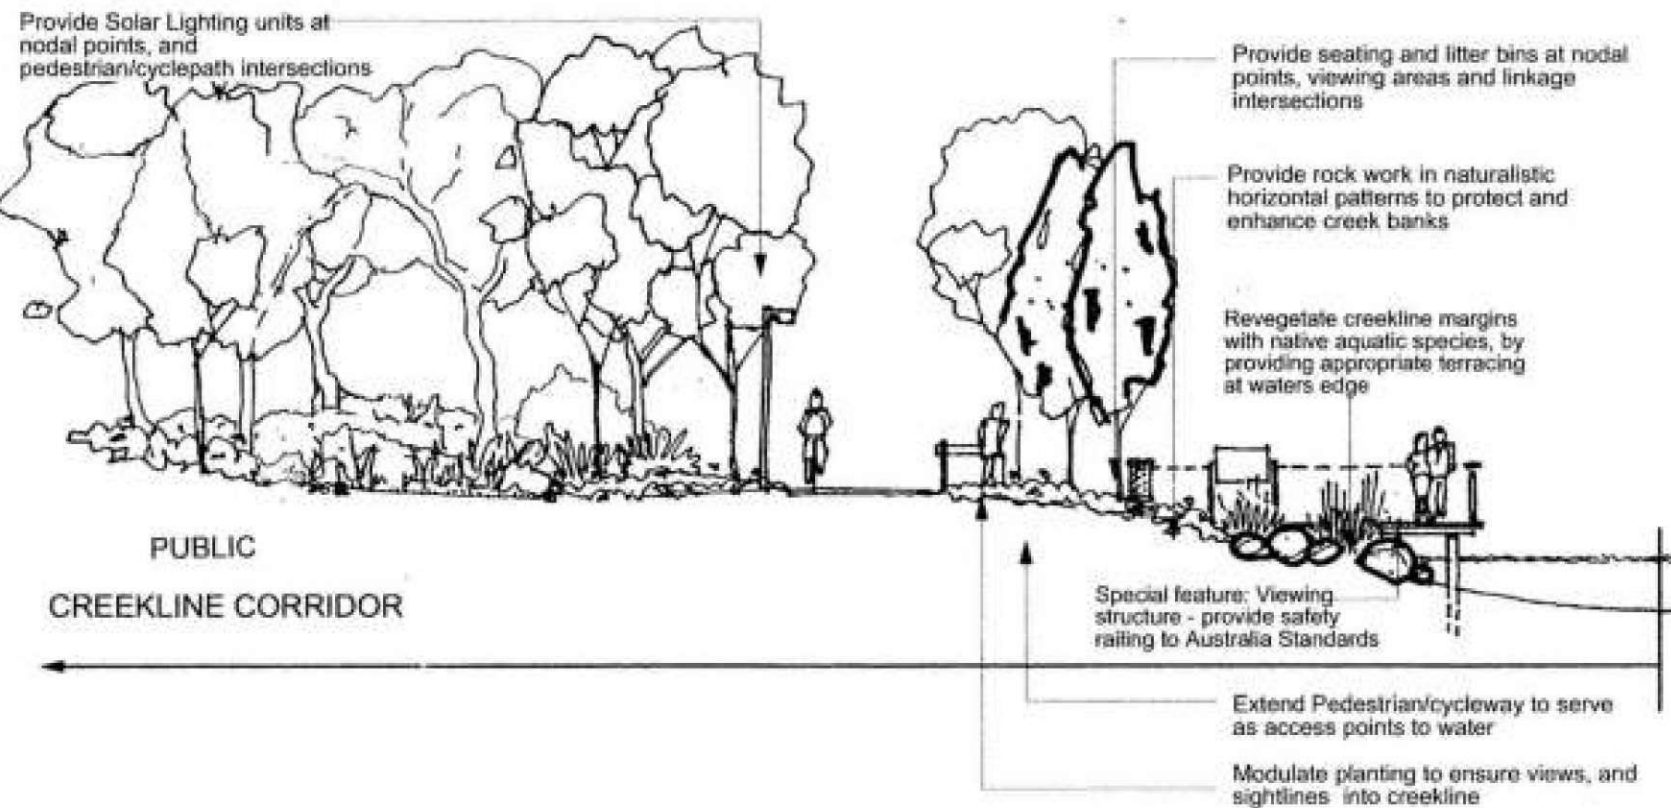 Provide Solar Lighting units at
nodal points, and
pedestrian/cyclepath intersections
Provide seating and litter bins at nodal
points, viewing areas and linkage
intersections
Provide rock work in naturalistic
horizontal patterns to protect and
enhance creek banks
Revegetate creekline margins
with native aquatic species, by
providing appropriate terracing
at waters edge
PUBLIC
CREEKLINE CORRIDOR
Special feature: Viewing
structure - provide safety
railing to Australia Standards
Extend Pedestrian/cycleway to serve
as access points to water
Modulate planting to ensure views, and
sightlines into creekline